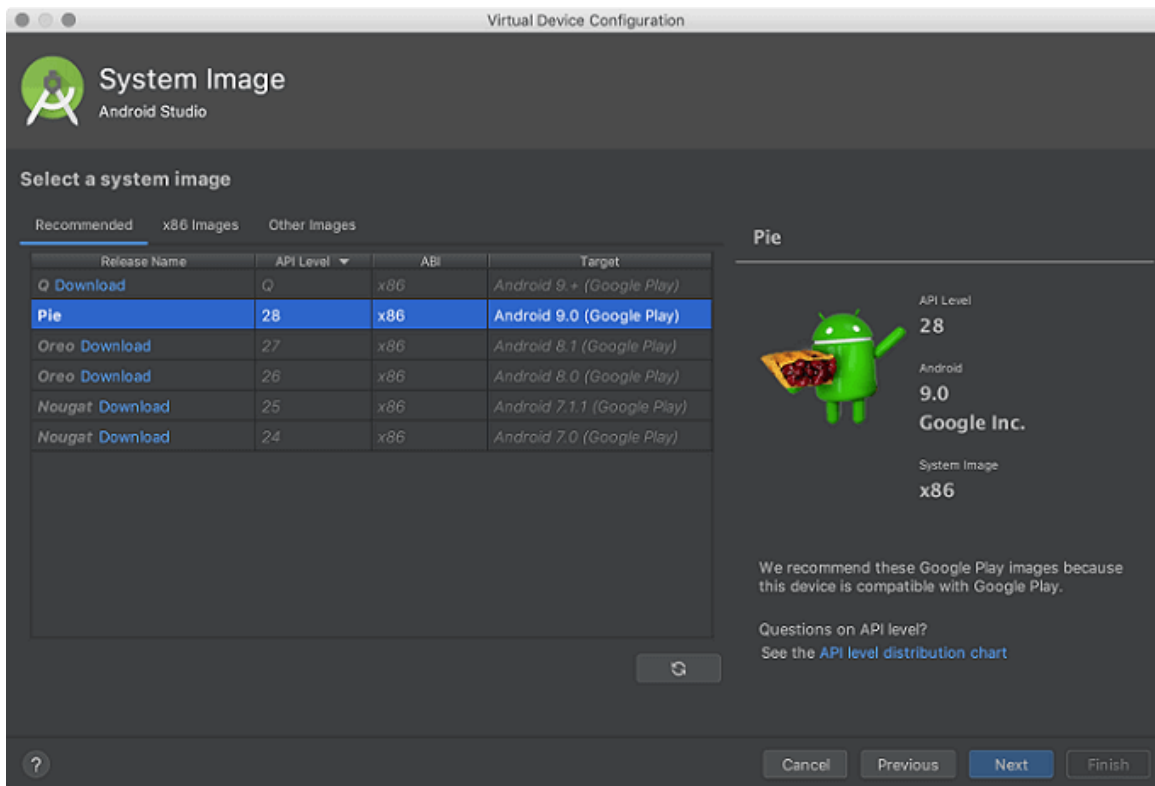 Virtual Device Configuration
System Image
Android Studio
Select a system image
Recommended x86 Images Other Images
Release Name API Level ABI Target
Q Download Q x86 Android 9.+ (Google Play)
Pie 28 x86 Android 9.0 (Google Play)
Oreo Download 27 x86 Android 8.1 (Google Play)
Oreo Download 26 x86 Android 8.0 (Google Play)
Nougat Download 25 x86 Android 7.1.1 (Google Play)
Nougat Download 24 x86 Android 7.0 (Google Play)
Pie
API Level
28
Android
9.0
Google Inc.
System Image
x86
We recommend these Google Play images because
this device is compatible with Google Play.
Questions on API level?
See the API level distribution chart
?
Cancel Previous Next Finish